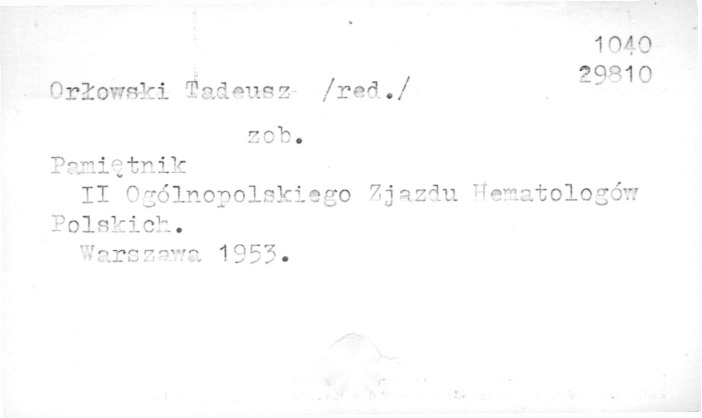 1040
29810
Orłowski Tadeusz /red./
zob.
Pamiętnik
II Ogólnopolskiego Zjazdu Hematologów
Polskich.
Warszawa 1953.